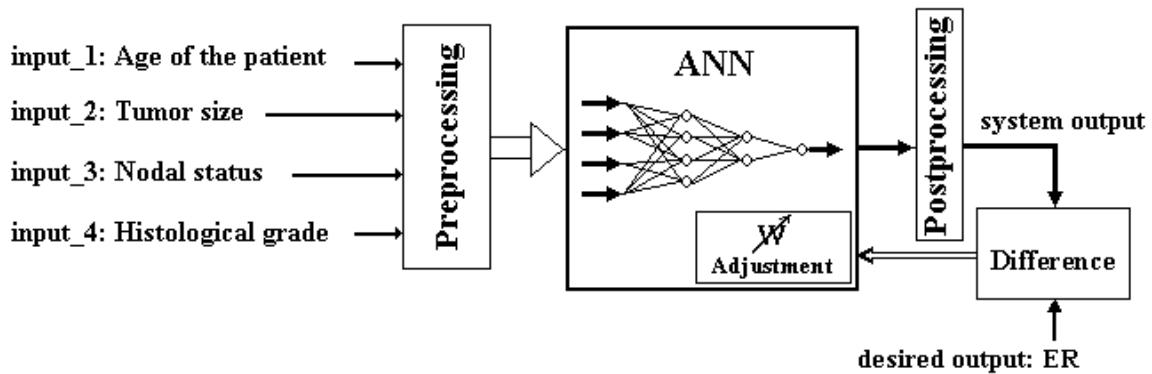 input_1: Age of the patient
input_2: Tumor size
input_3: Nodal status
input_4: Histological grade
Preprocessing
ANN
W
Adjustment
Postprocessing
system output
Difference
desired output: ER